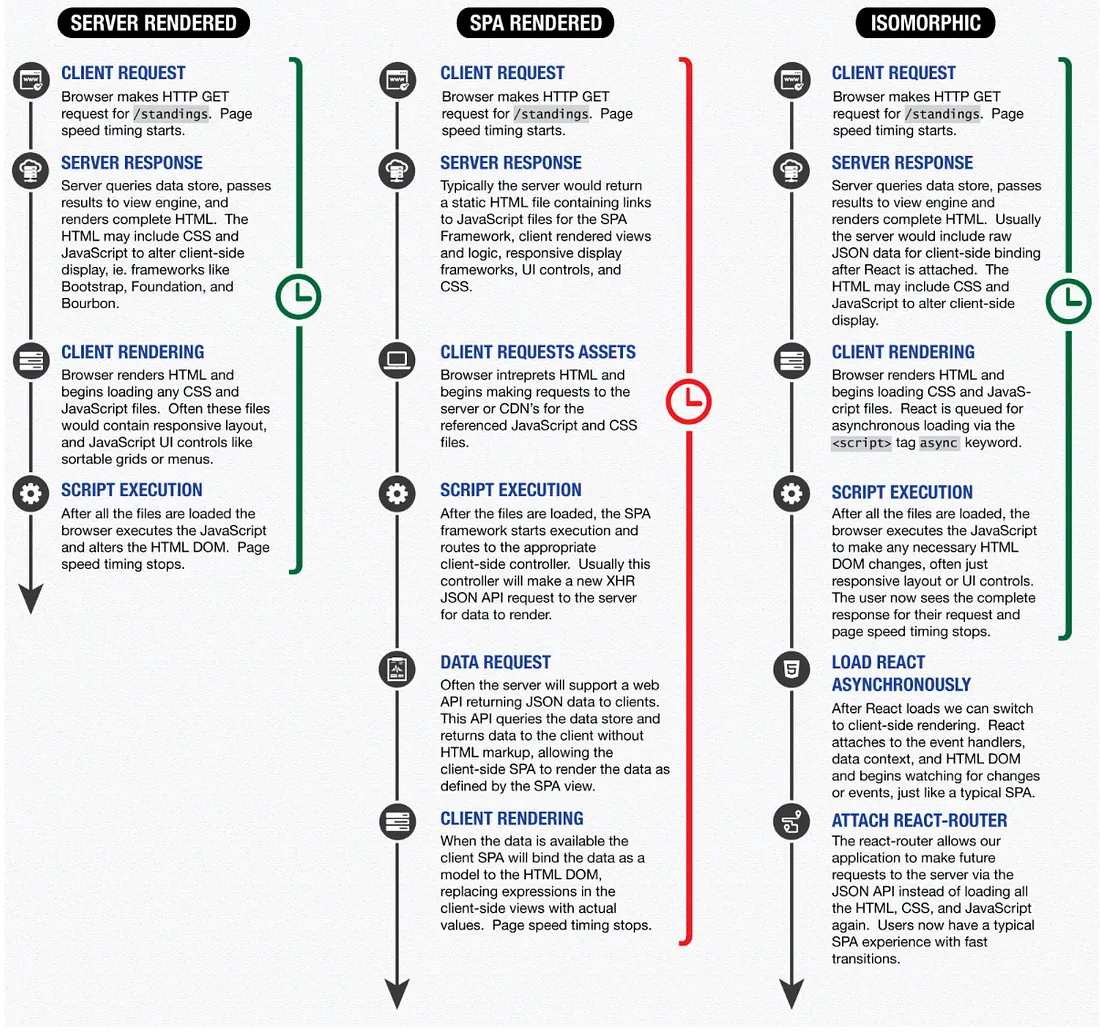 SERVER RENDERED
CLIENT REQUEST
Browser makes HTTP GET
request for /standings. Page
speed timing starts.
SERVER RESPONSE
Server queries data store, passes
results to view engine, and
renders complete HTML. The
HTML may include CSS and
JavaScript to alter client-side
display, ie. frameworks like
Bootstrap, Foundation, and
Bourbon.
CLIENT RENDERING
Browser renders HTML and
begins loading any CSS and
JavaScript files. Often these files
would contain responsive layout,
and JavaScript UI controls like
sortable grids or menus.
SCRIPT EXECUTION
After all the files are loaded the
browser executes the JavaScript
and alters the HTML DOM. Page
speed timing stops.
SPA RENDERED
CLIENT REQUEST
Browser makes HTTP GET
request for /standings. Page
speed timing starts.
SERVER RESPONSE
Typically the server would return
a static HTML file containing links
to JavaScript files for the SPA
Framework, client rendered views
and logic, responsive display
frameworks, UI controls, and
CSS.
CLIENT REQUESTS ASSETS
Browser intreprets HTML and
begins making requests to the
server or CDN's for the
referenced JavaScript and CSS
files.
SCRIPT EXECUTION
After the files are loaded, the SPA
framework starts execution and
routes to the appropriate
client-side controller. Usually this
controller will make a new XHR
JSON API request to the server
for data to render.
DATA REQUEST
Often the server will support a web
API returning JSON data to clients.
This API queries the data store and
returns data to the client without
HTML markup, allowing the
client-side SPA to render the data as
defined by the SPA view.
CLIENT RENDERING
When the data is available the
client SPA will bind the data as a
model to the HTML DOM,
replacing expressions in the
client-side views with actual
values. Page speed timing stops.
ISOMORPHIC
CLIENT REQUEST
Browser makes HTTP GET
request for /standings. Page
speed timing starts.
SERVER RESPONSE
Server queries data store, passes
results to view engine and
renders complete HTML. Usually
the server would include raw
JSON data for client-side binding
after React is attached. The
HTML may include CSS and
JavaScript to alter client-side
display.
CLIENT RENDERING
Browser renders HTML and
begins loading CSS and JavaS-
cript files. React is queued for
asynchronous loading via the
<script> tag async keyword.
SCRIPT EXECUTION
After all the files are loaded, the
browser executes the JavaScript
to make any necessary HTML
DOM changes, often just
responsive layout or UI controls.
The user now sees the complete
response for their request and
page speed timing stops.
LOAD REACT
ASYNCHRONOUSLY
After React loads we can switch
to client-side rendering. React
attaches to the event handlers,
data context, and HTML DOM
and begins watching for changes
or events, just like a typical SPA.
ATTACH REACT-ROUTER
The react-router allows our
application to make future
requests to the server via the
JSON API instead of loading all
the HTML, CSS, and JavaScript
again. Users now have a typical
SPA experience with fast
transitions.